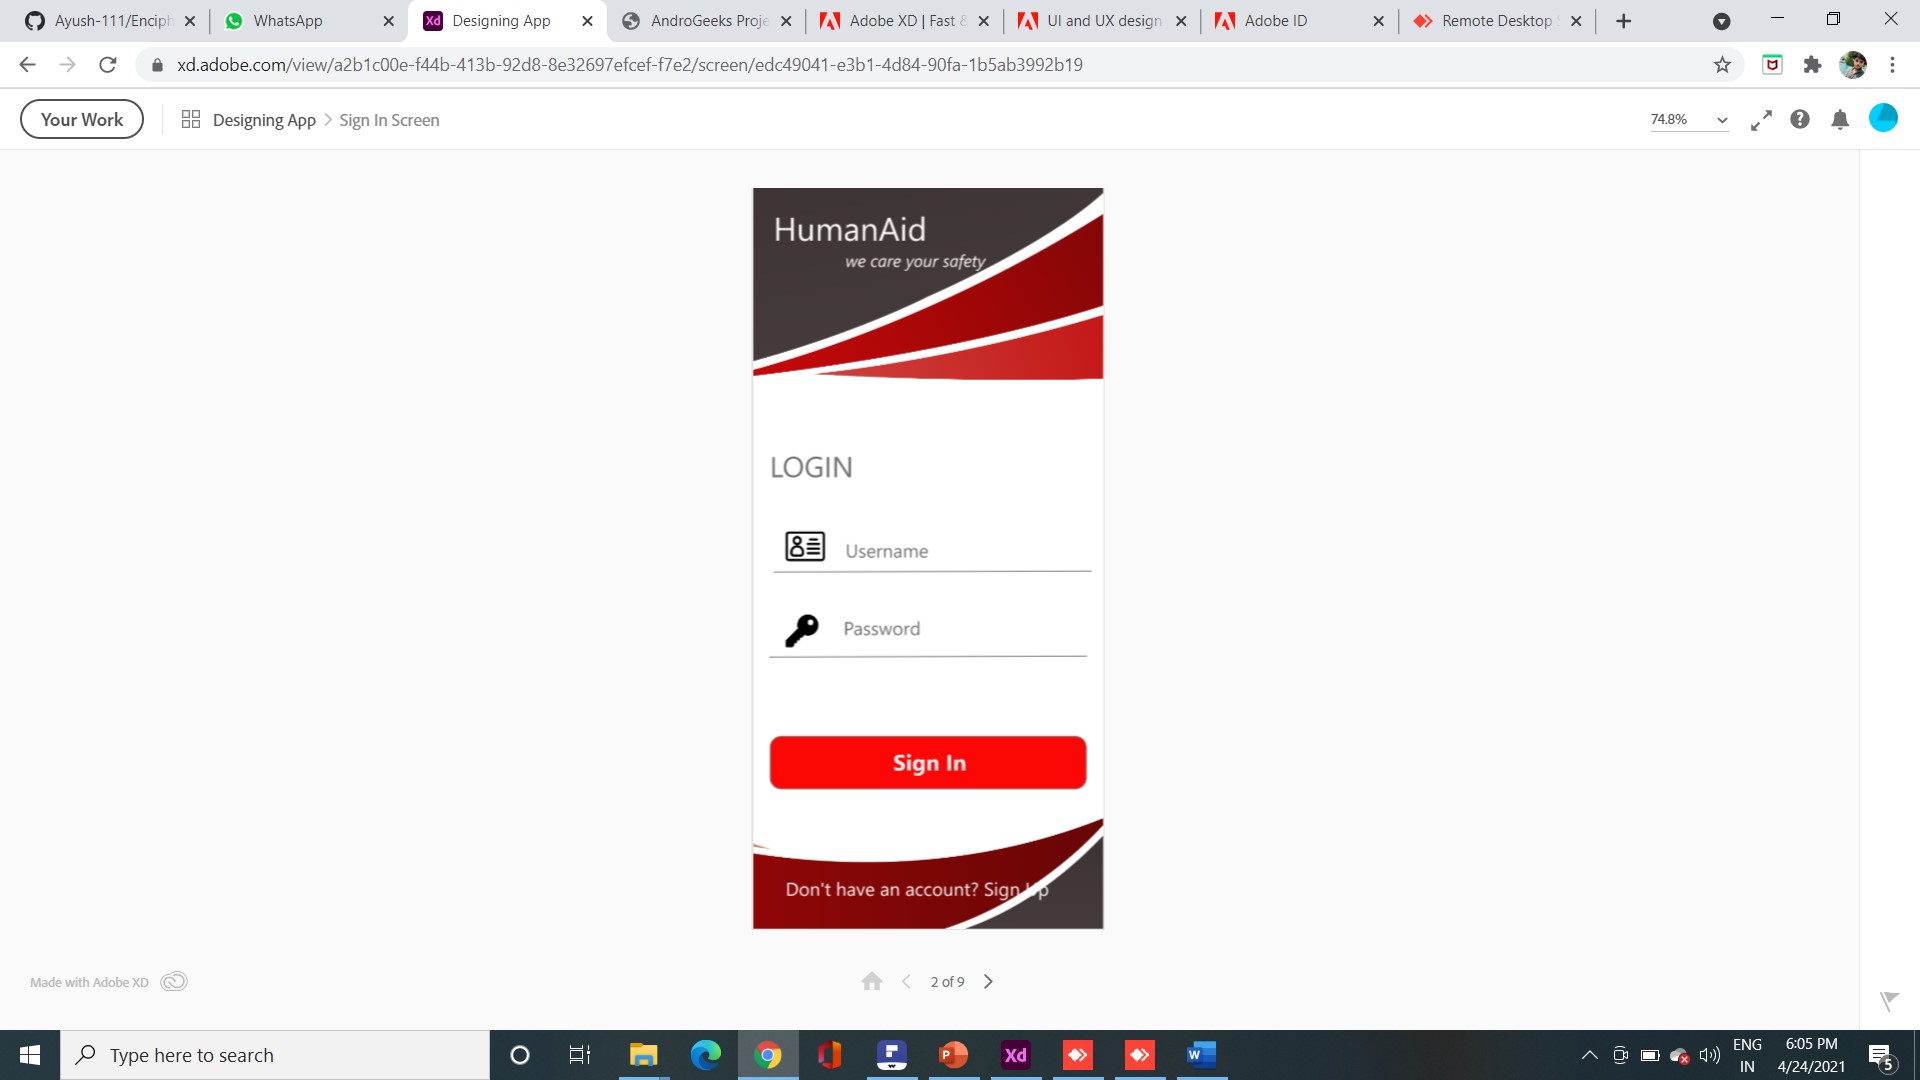 Ayush-111/Enciph
WhatsApp
Designing App
AndroGeeks Proje
Adobe XD | Fast &
UI and UX design
Adobe ID
Remote Desktop
xd.adobe.com/view/a2b1c00e-f44b-413b-92d8-8e32697efcef-f7e2/screen/edc49041-e3b1-4d84-90fa-1b5ab3992b19
Your Work
Designing App > Sign In Screen
74.8%
HumanAid
we care your safety
LOGIN
Username
Password
Sign In
Don't have an account? Sign Up
Made with Adobe XD
2 of 9
Type here to search
ENG
IN
6:05 PM
4/24/2021
5